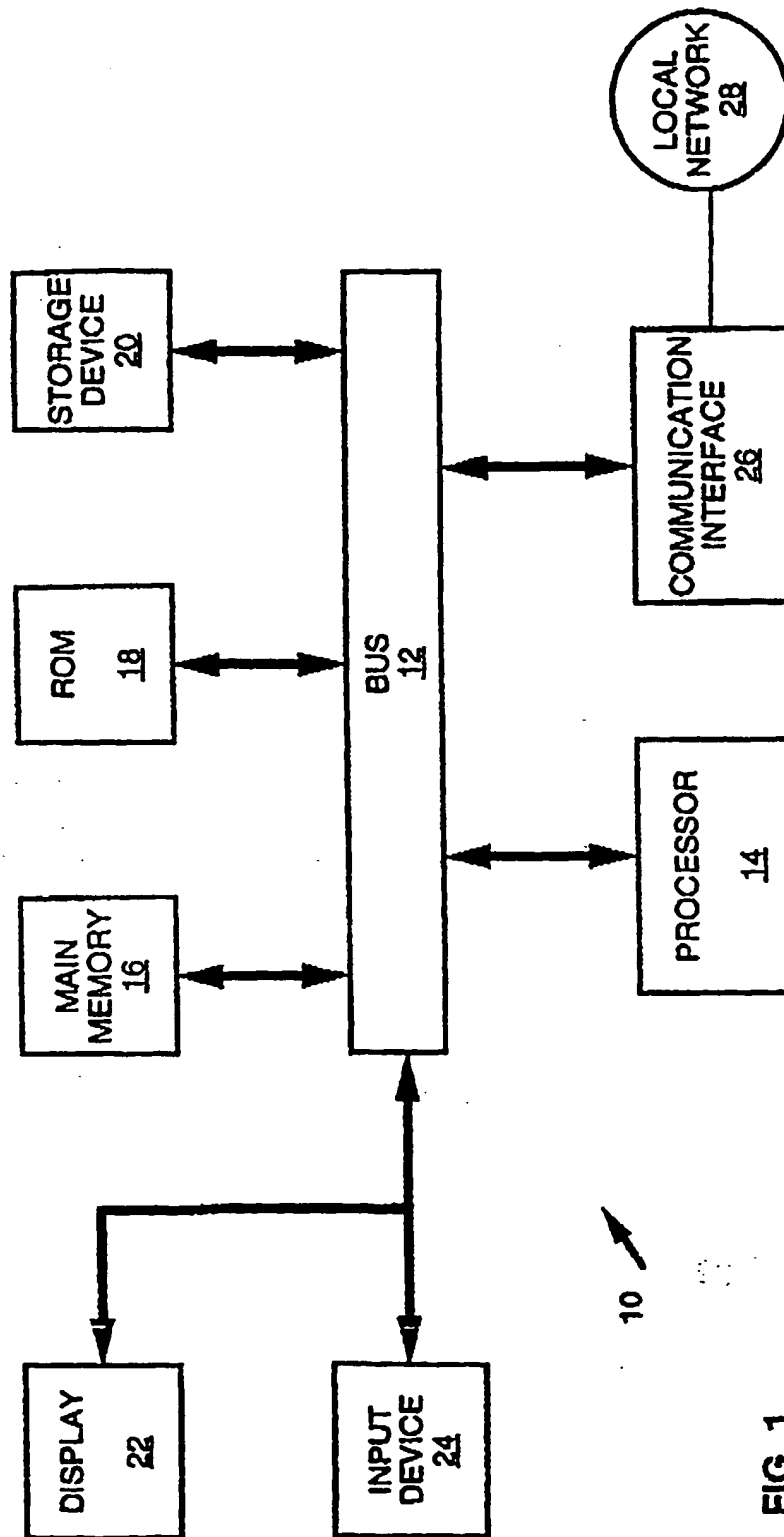 DISPLAY
22
INPUT
DEVICE
24
MAIN
MEMORY
16
ROM
18
STORAGE
DEVICE
20
BUS
12
PROCESSOR
14
COMMUNICATION
INTERFACE
26
LOCAL
NETWORK
28
10
FIG. 1